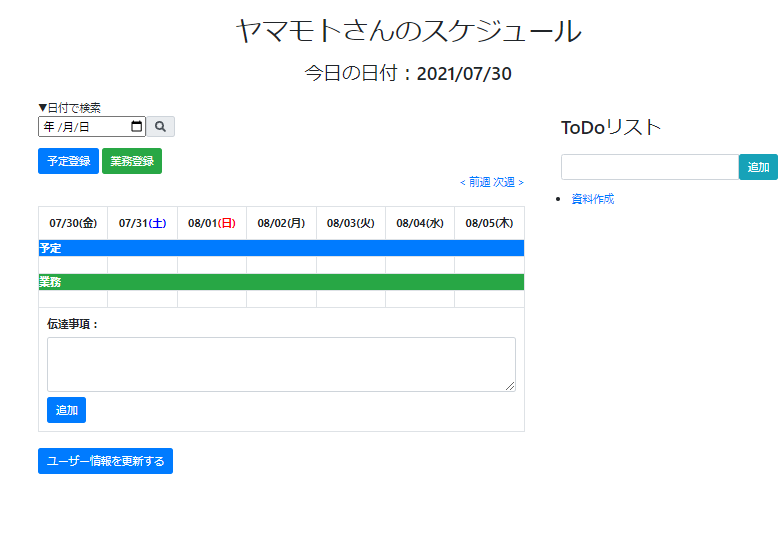 ヤマモトさんのスケジュール
今日の日付：2021/07/30
▼日付で検索
年 /月/日
予定登録 業務登録
< 前週 次週 >
07/30(金) 07/31(土) 08/01(日) 08/02(月) 08/03(火) 08/04(水) 08/05(木)
予定
業務
伝達事項：
追加
ユーザー情報を更新する
ToDoリスト
追加
資料作成